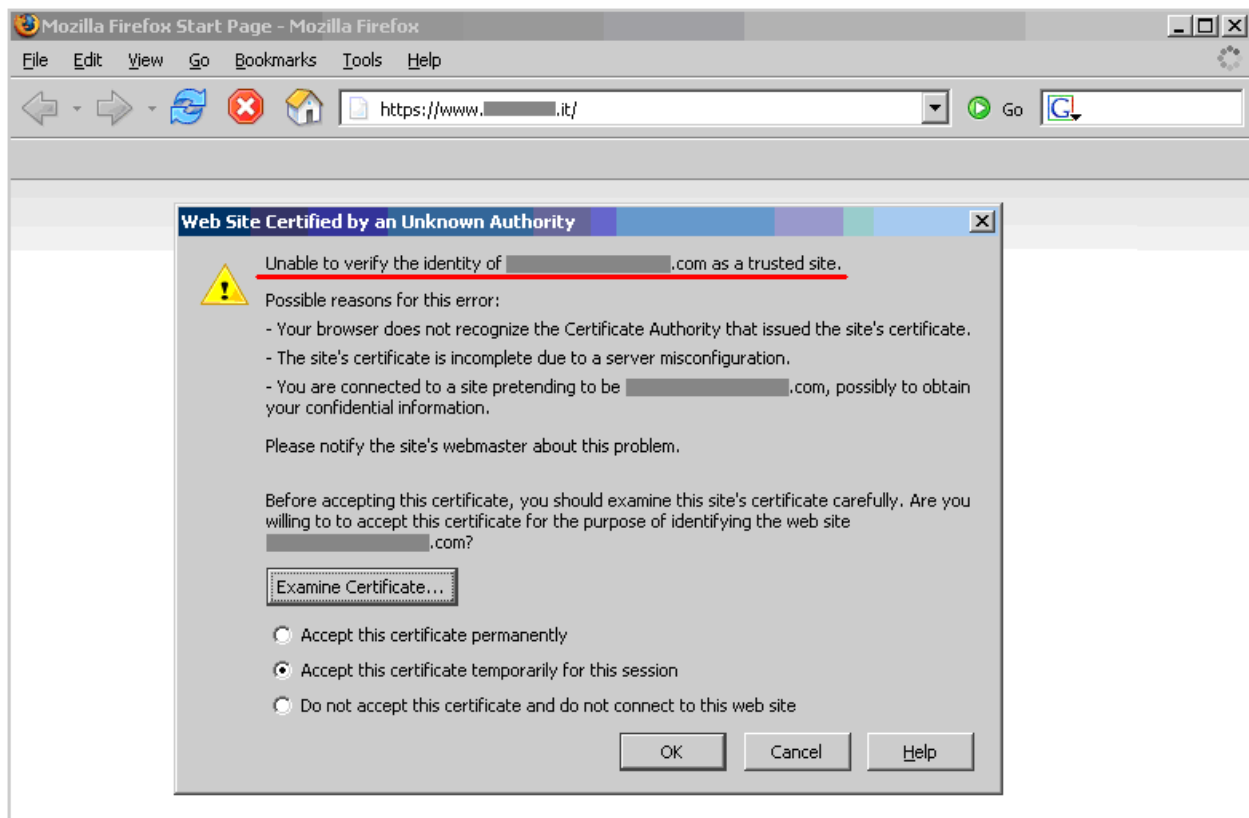 Mozilla Firefox Start Page - Mozilla Firefox
File Edit View Go Bookmarks Tools Help
https://www. .it/ Go G
Web Site Certified by an Unknown Authority
Unable to verify the identity of .com as a trusted site.
Possible reasons for this error:
- Your browser does not recognize the Certificate Authority that issued the site's certificate.
- The site's certificate is incomplete due to a server misconfiguration.
- You are connected to a site pretending to be .com, possibly to obtain
your confidential information.
Please notify the site's webmaster about this problem.
Before accepting this certificate, you should examine this site's certificate carefully. Are you
willing to to accept this certificate for the purpose of identifying the web site
.com?
Examine Certificate...
Accept this certificate permanently
Accept this certificate temporarily for this session
Do not accept this certificate and do not connect to this web site
OK Cancel Help